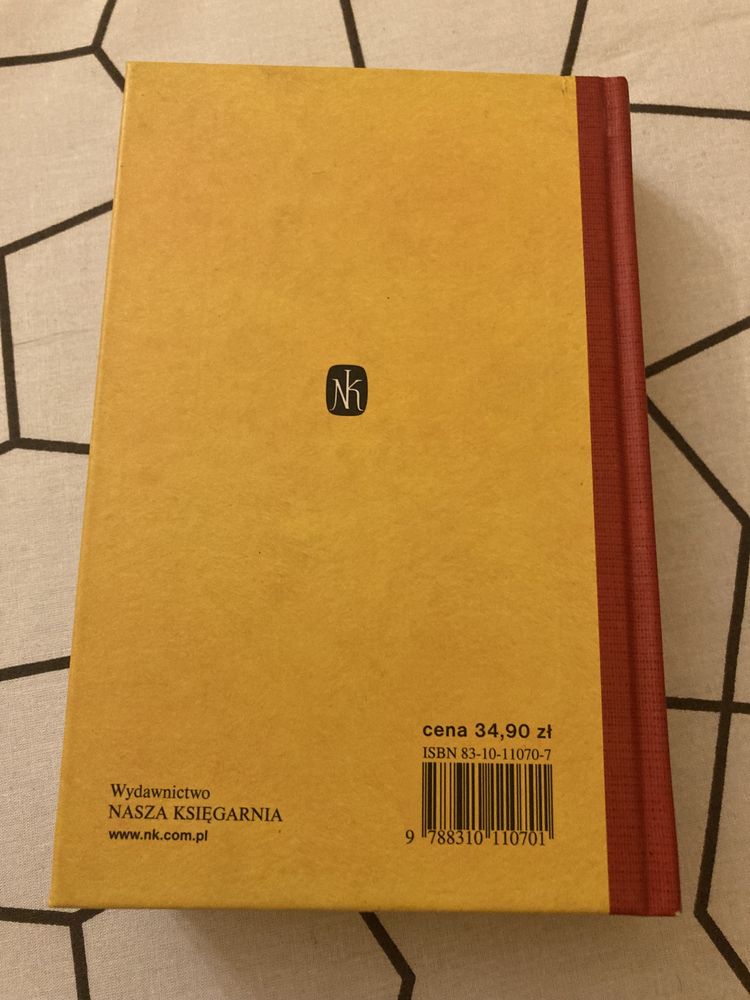 NK
cena 34,90 zł
ISBN 83-10-11070-7
9 788310 110701
Wydawnictwo
NASZA KSIĘGARNIA
www.nk.com.pl